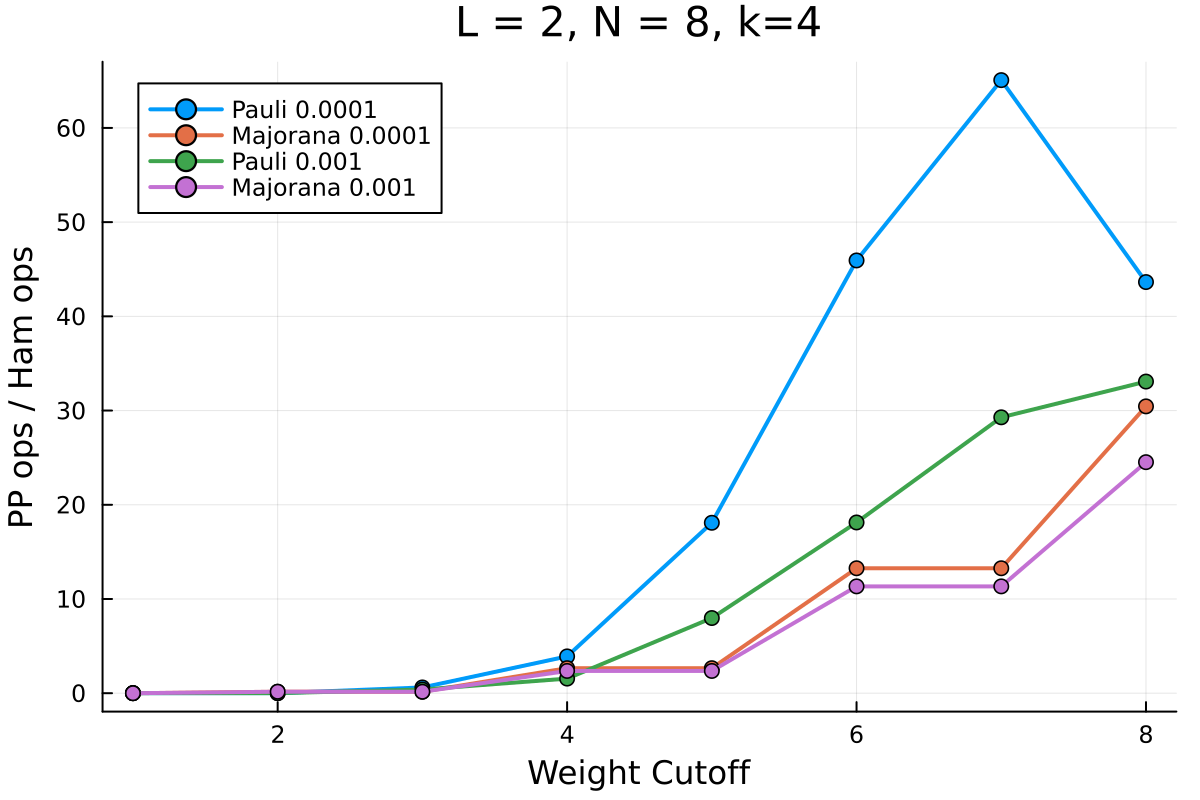 L = 2, N = 8, k=4
Pauli 0.0001
Majorana 0.0001
Pauli 0.001
Majorana 0.001
PP ops / Ham ops
60
50
40
30
20
10
0
2 4 6 8
Weight Cutoff